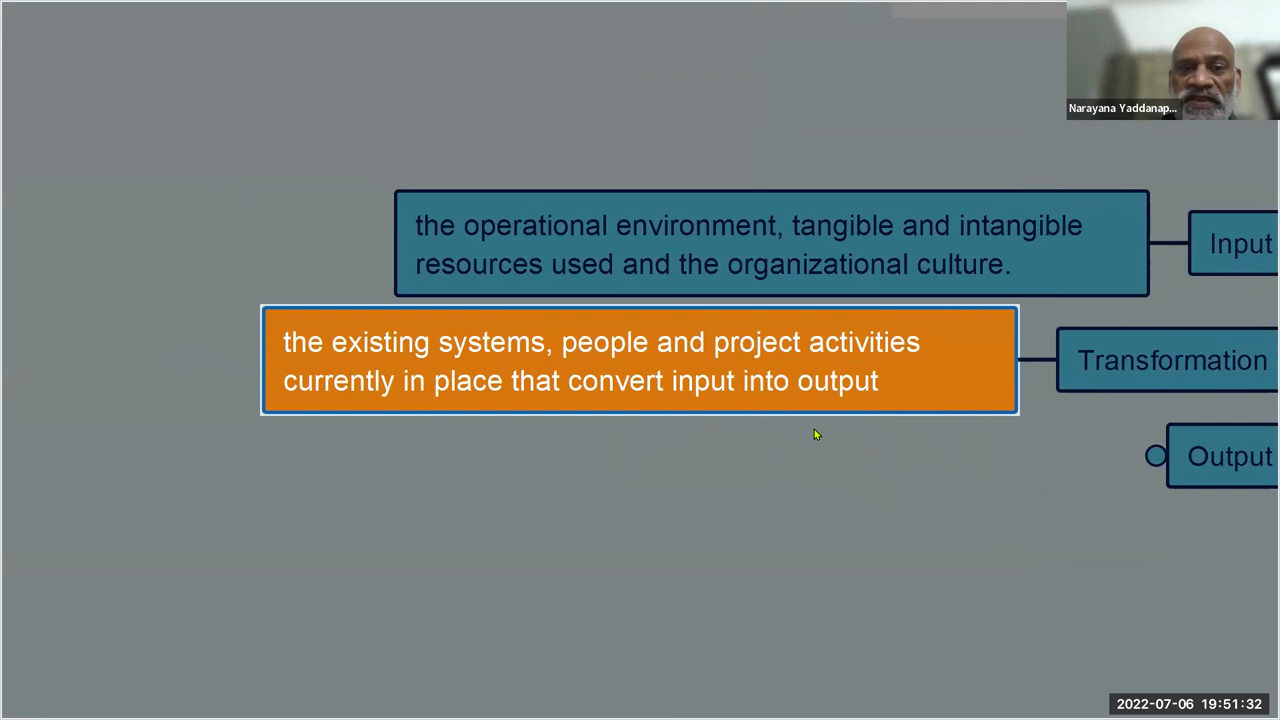 Narayana Yaddanap...
the operational environment, tangible and intangible
resources used and the organizational culture.
Input
the existing systems, people and project activities
currently in place that convert input into output
Transformation
Output
2022-07-06 19:51:32